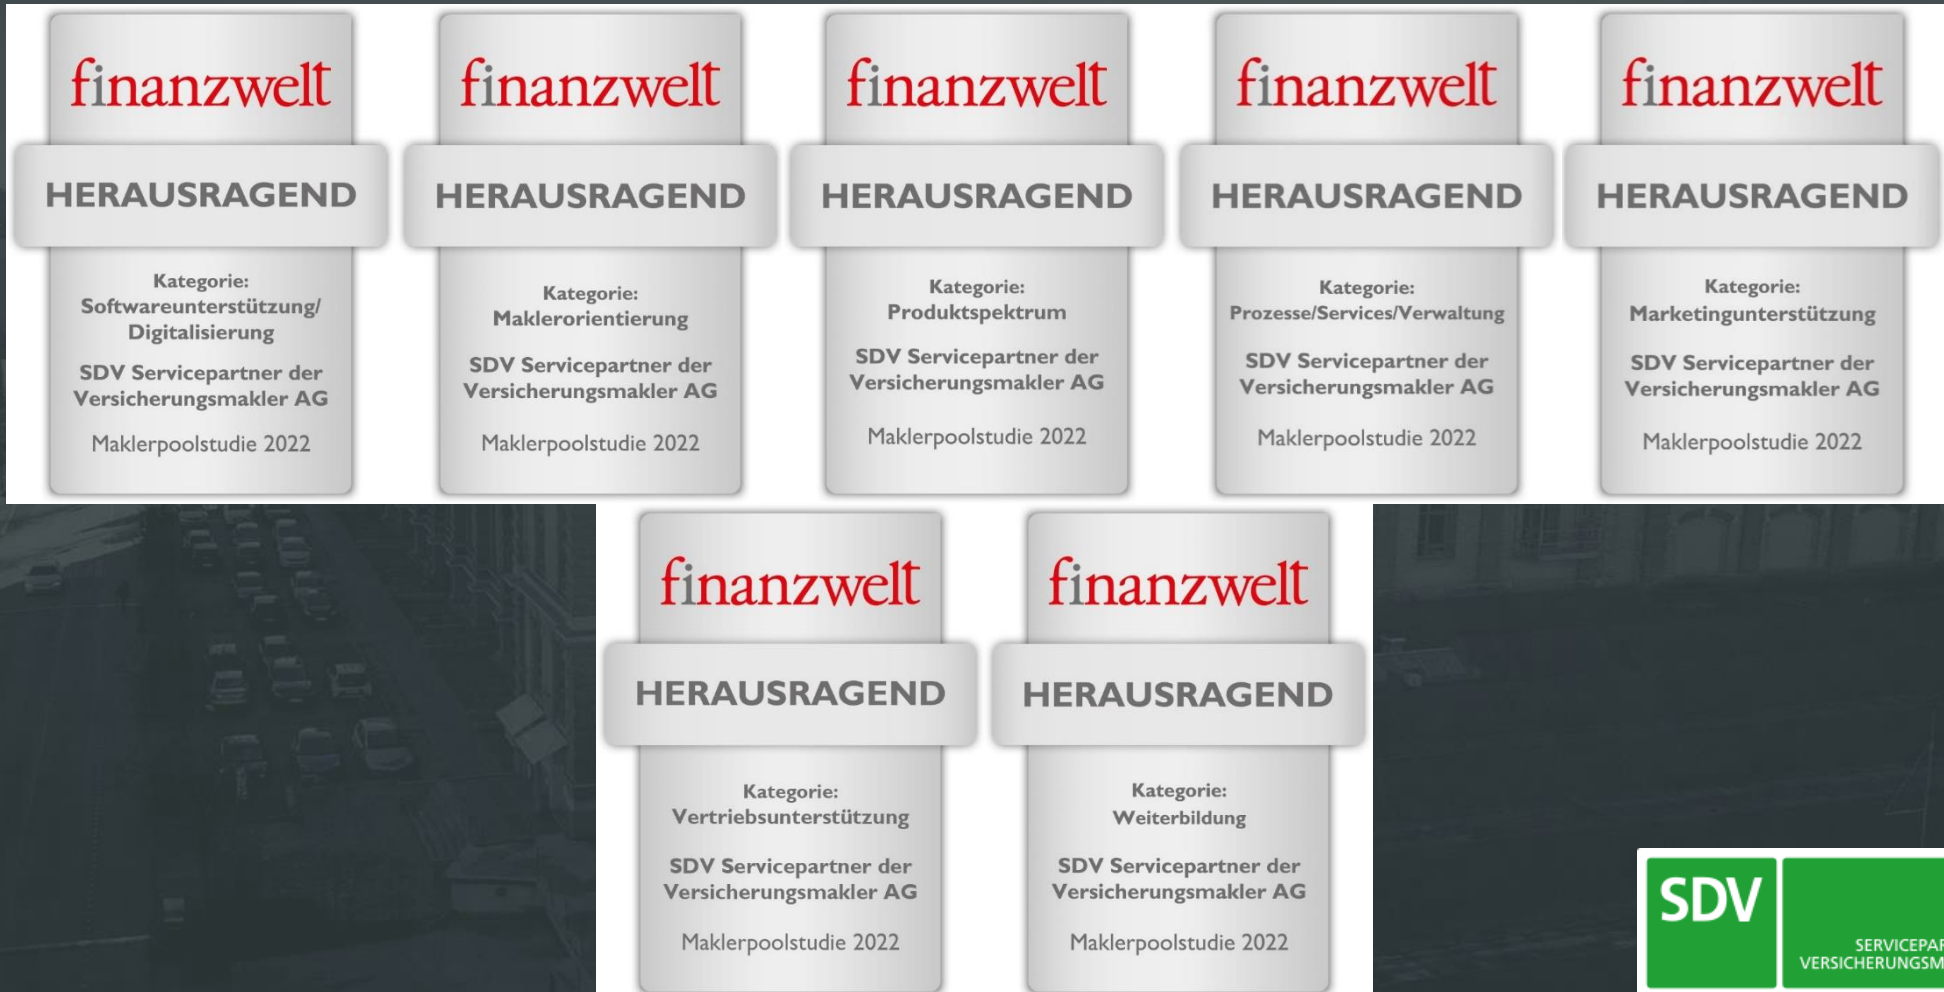 finanzwelt
HERAUSRAGEND
Kategorie:
Softwareunterstützung/
Digitalisierung
SDV Servicepartner der
Versicherungsmakler AG
Maklerpoolstudie 2022
finanzwelt
HERAUSRAGEND
Kategorie:
Maklerorientierung
SDV Servicepartner der
Versicherungsmakler AG
Maklerpoolstudie 2022
finanzwelt
HERAUSRAGEND
Kategorie:
Produktspektrum
SDV Servicepartner der
Versicherungsmakler AG
Maklerpoolstudie 2022
finanzwelt
HERAUSRAGEND
Kategorie:
Prozesse/Services/Verwaltung
SDV Servicepartner der
Versicherungsmakler AG
Maklerpoolstudie 2022
finanzwelt
HERAUSRAGEND
Kategorie:
Marketingunterstützung
SDV Servicepartner der
Versicherungsmakler AG
Maklerpoolstudie 2022
finanzwelt
HERAUSRAGEND
Kategorie:
Vertriebsunterstützung
SDV Servicepartner der
Versicherungsmakler AG
Maklerpoolstudie 2022
finanzwelt
HERAUSRAGEND
Kategorie:
Weiterbildung
SDV Servicepartner der
Versicherungsmakler AG
Maklerpoolstudie 2022
SDV
SERVICEPAR
VERSICHERUNGSM